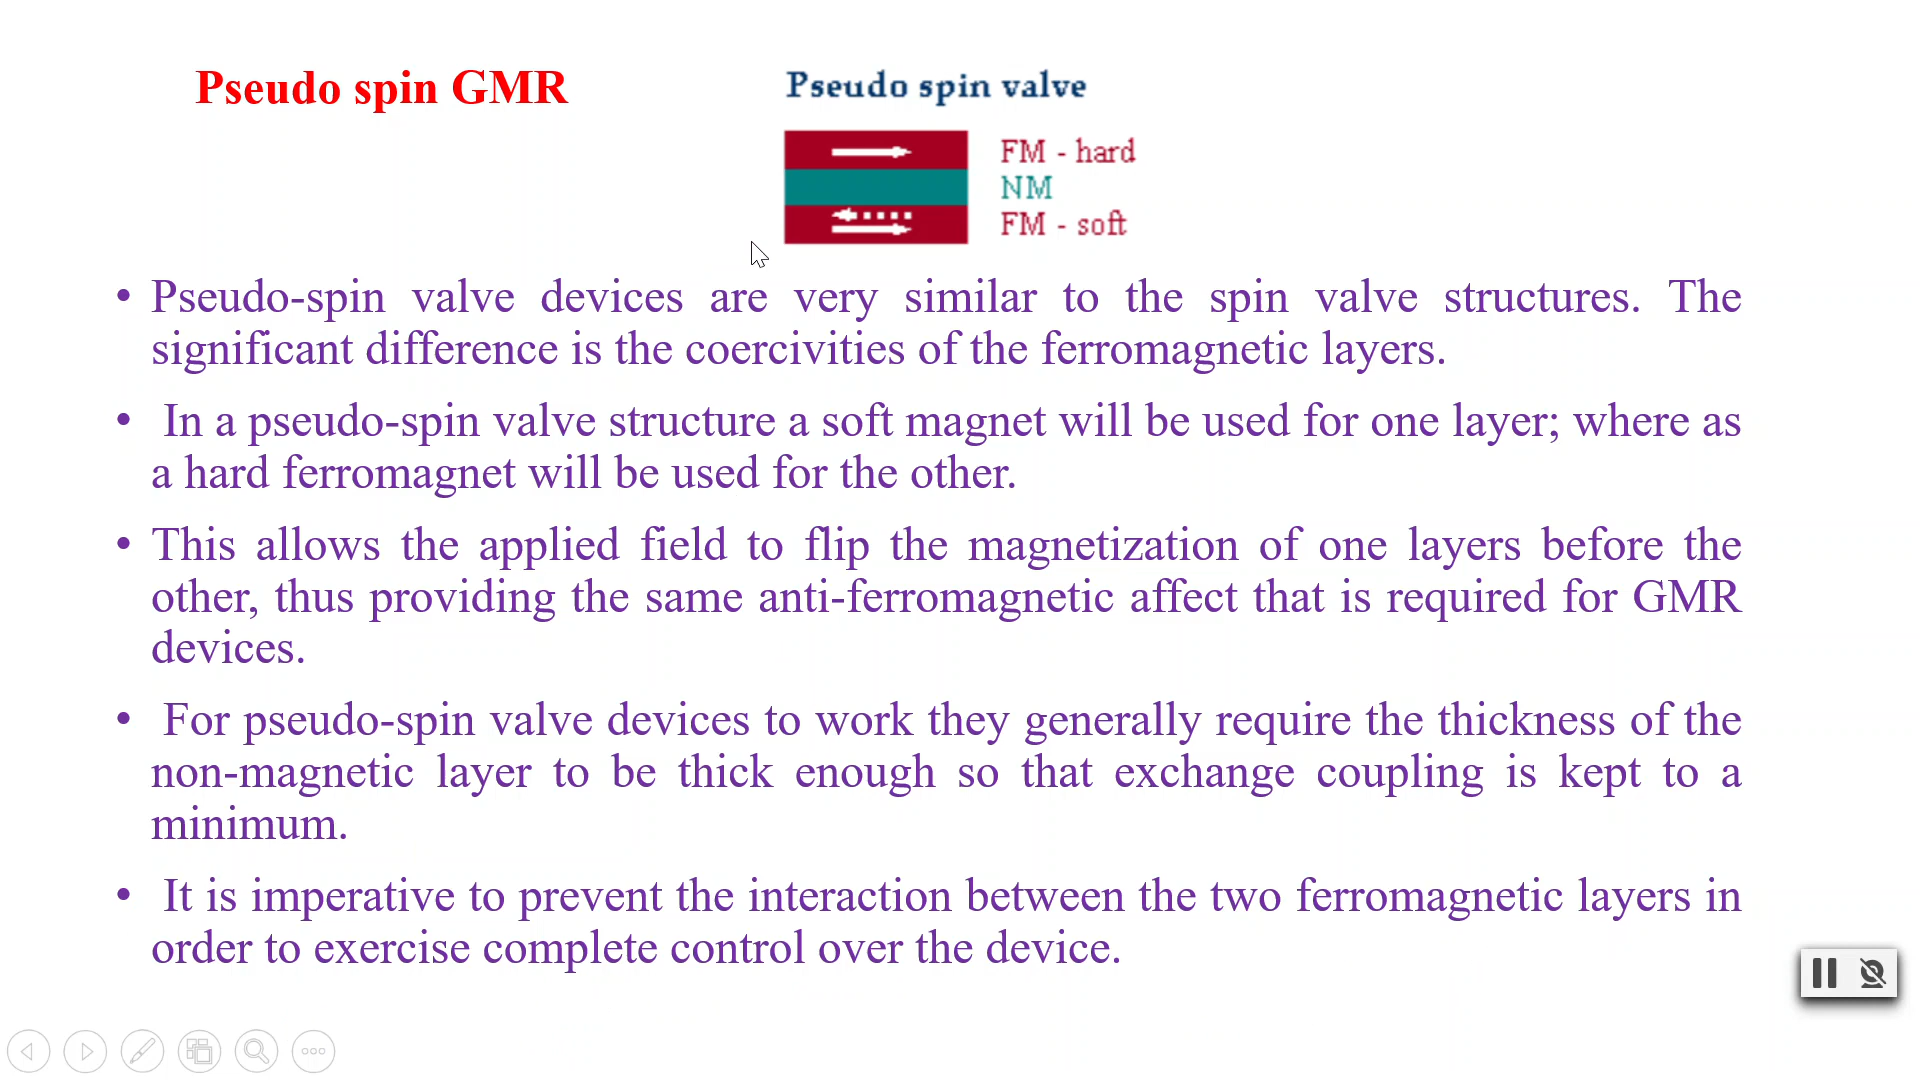 Pseudo spin GMR
Pseudo spin valve
FM - hard
NM
FM - soft
• Pseudo-spin valve devices are very similar to the spin valve structures. The
significant difference is the coercivities of the ferromagnetic layers.
• In a pseudo-spin valve structure a soft magnet will be used for one layer; where as
a hard ferromagnet will be used for the other.
• This allows the applied field to flip the magnetization of one layers before the
other, thus providing the same anti-ferromagnetic affect that is required for GMR
devices.
• For pseudo-spin valve devices to work they generally require the thickness of the
non-magnetic layer to be thick enough so that exchange coupling is kept to a
minimum.
• It is imperative to prevent the interaction between the two ferromagnetic layers in
order to exercise complete control over the device.